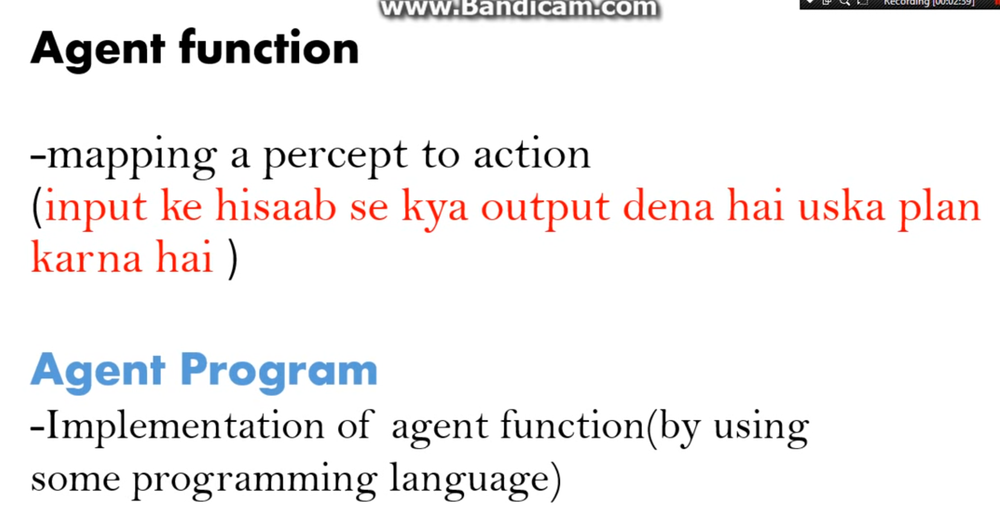 www.Bandicam.com
Recording [00:02:39]
Agent function
-mapping a percept to action
(input ke hisaab se kya output dena hai uska plan
karna hai )
Agent Program
-Implementation of agent function(by using
some programming language)